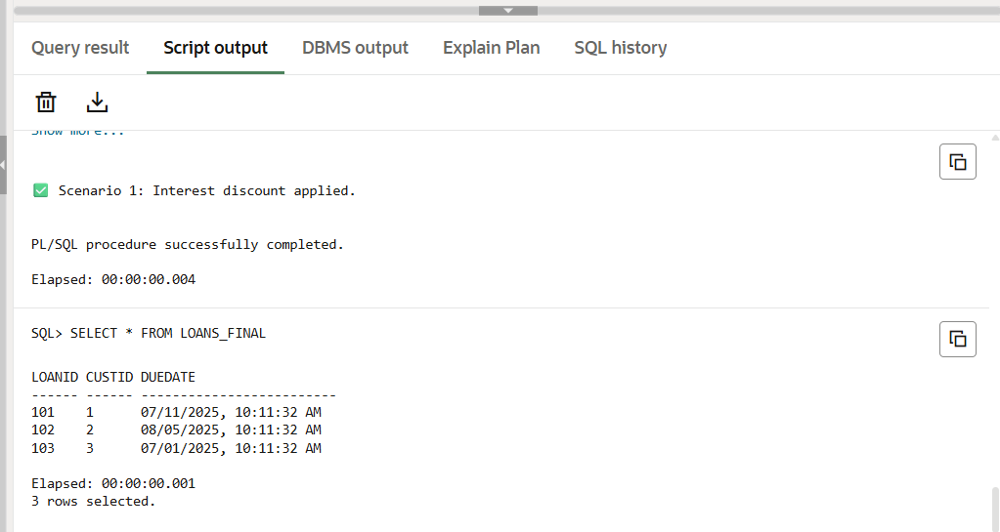 Query result Script output DBMS output Explain Plan SQL history
Show more...
✅ Scenario 1: Interest discount applied.
PL/SQL procedure successfully completed.
Elapsed: 00:00:00.004
SQL> SELECT * FROM LOANS_FINAL
LOANID CUSTID DUEDATE
------ ------ -------------------------
101 1 07/11/2025, 10:11:32 AM
102 2 08/05/2025, 10:11:32 AM
103 3 07/01/2025, 10:11:32 AM
Elapsed: 00:00:00.001
3 rows selected.